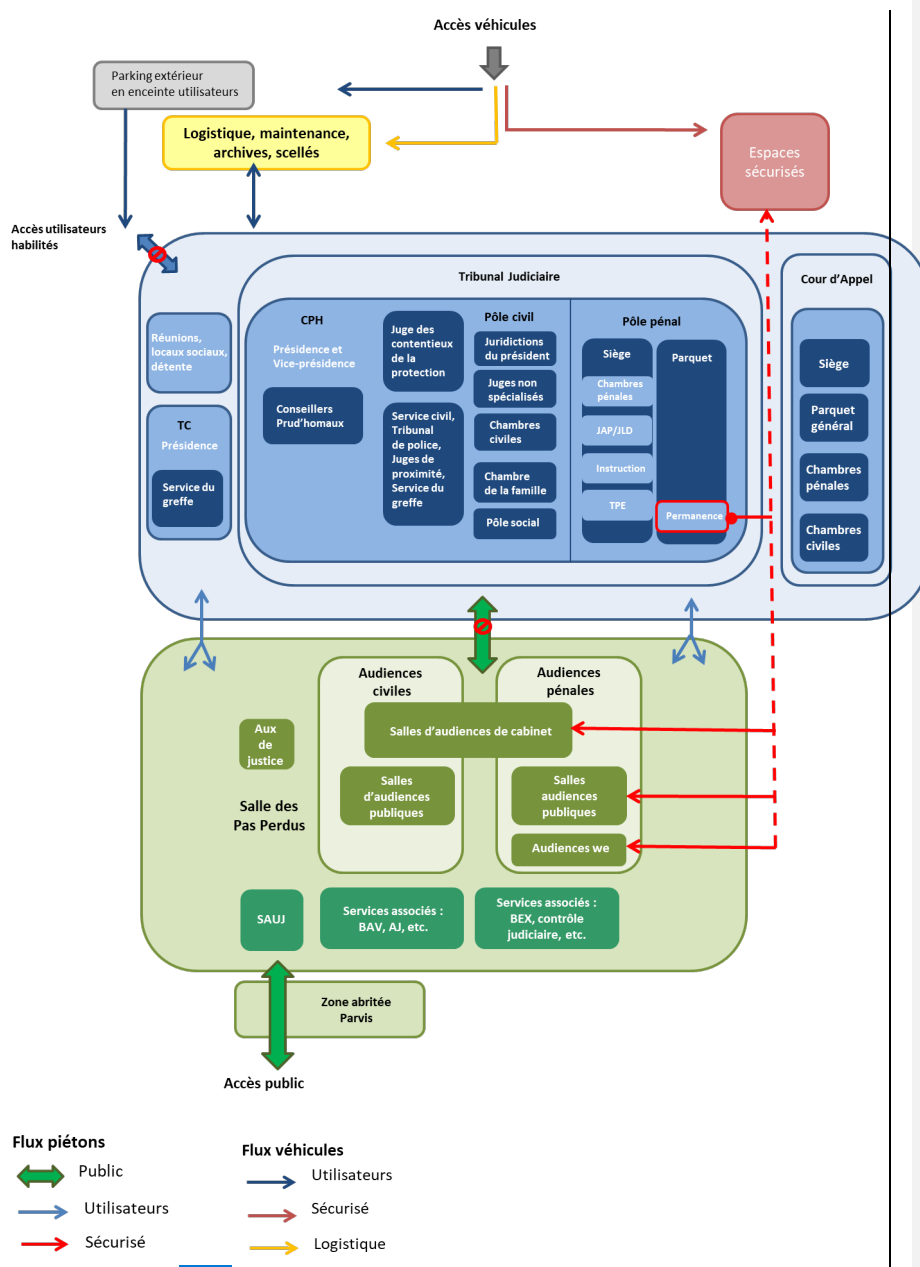 Accès véhicules
Parking extérieur
en enceinte utilisateurs
Logistique, maintenance,
archives, scellés
Espaces
sécurisés
Accès utilisateurs
habilités
Tribunal Judiciaire
Cour d'Appel
Réunions,
locaux sociaux,
détente
TC
Présidence
Service du
greffe
CPH
Présidence et
Vice-présidence
Conseillers
Prud'homaux
Juge des
contentieux
de la
protection
Service civil,
Tribunal
de police,
Juges de
proximité,
Service du
greffe
Pôle civil
Juridictions
du président
Juges non
spécialisés
Chambres
civiles
Chambre
de la famille
Pôle social
Pôle pénal
Siège
Chambres
pénales
JAP/JLD
Instruction
TPE
Parquet
Permanence
Siège
Parquet
général
Chambres
pénales
Chambres
civiles
Audiences
civiles
Audiences
pénales
Salles d'audiences de cabinet
Aux
de
justice
Salles
d'audiences
publiques
Salles
audiences
publiques
Salle des
Pas Perdus
Audiences we
SAUJ
Services associés :
BAV, AJ, etc.
Services associés :
BEX, contrôle
judiciaire, etc.
Zone abritée
Parvis
Accès public
Flux piétons
Public
Utilisateurs
Sécurisé
Flux véhicules
Utilisateurs
Sécurisé
Logistique